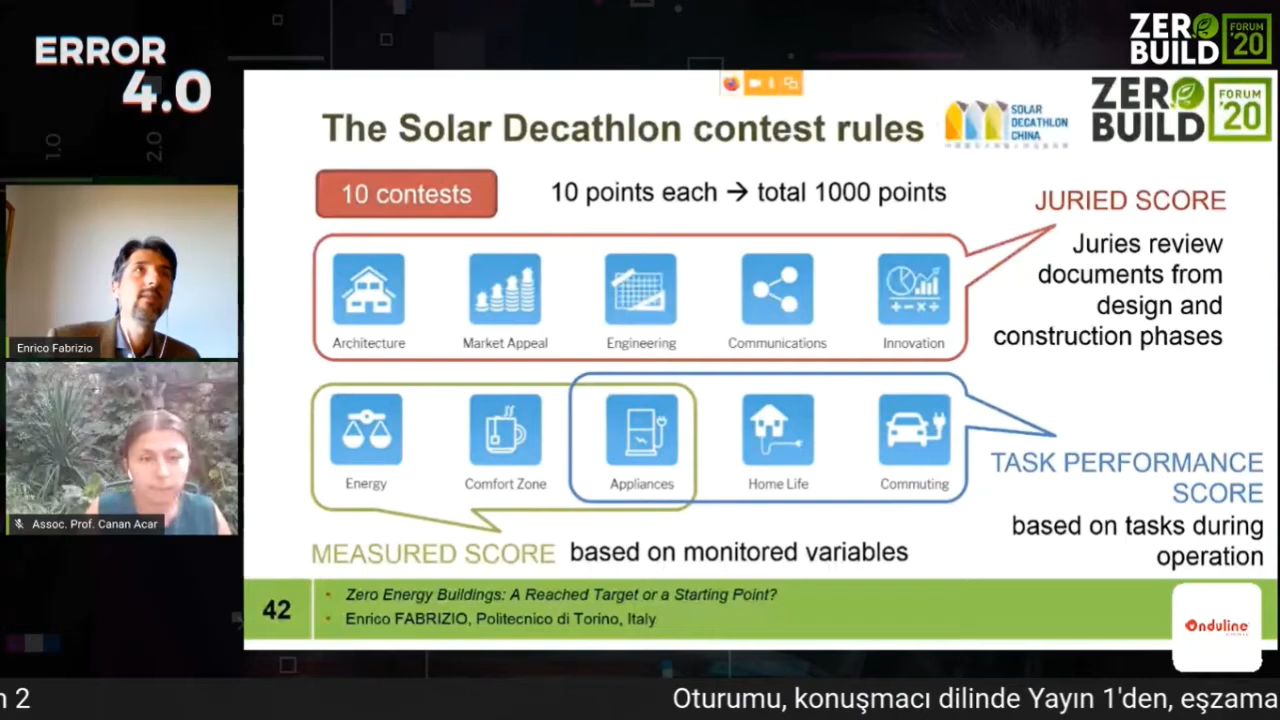 ERROR
4.0
1.0
2.0
ZERO
BUILD
FORUM
'20
ZERO
BUILD
FORUM
'20
The Solar Decathlon contest rules
SOLAR
DECATHLON
CHINA
10 contests
10 points each → total 1000 points
JURIED SCORE
Juries review
documents from
design and
construction phases
Architecture
Market Appeal
Engineering
Communications
Innovation
Energy
Comfort Zone
Appliances
Home Life
Commuting
TASK PERFORMANCE
SCORE
based on tasks during
operation
MEASURED SCORE based on monitored variables
Enrico Fabrizio
Assoc. Prof. Canan Acar
42
• Zero Energy Buildings: A Reached Target or a Starting Point?
• Enrico FABRIZIO, Politecnico di Torino, Italy
onduline
n 2
Oturumu, konuşmacı dilinde Yayın 1'den, eşzama